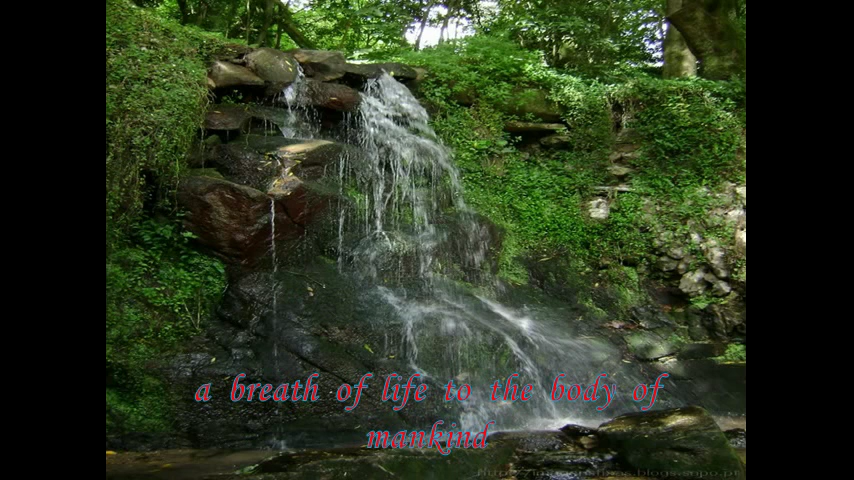 a breath of life to the body of
mankind